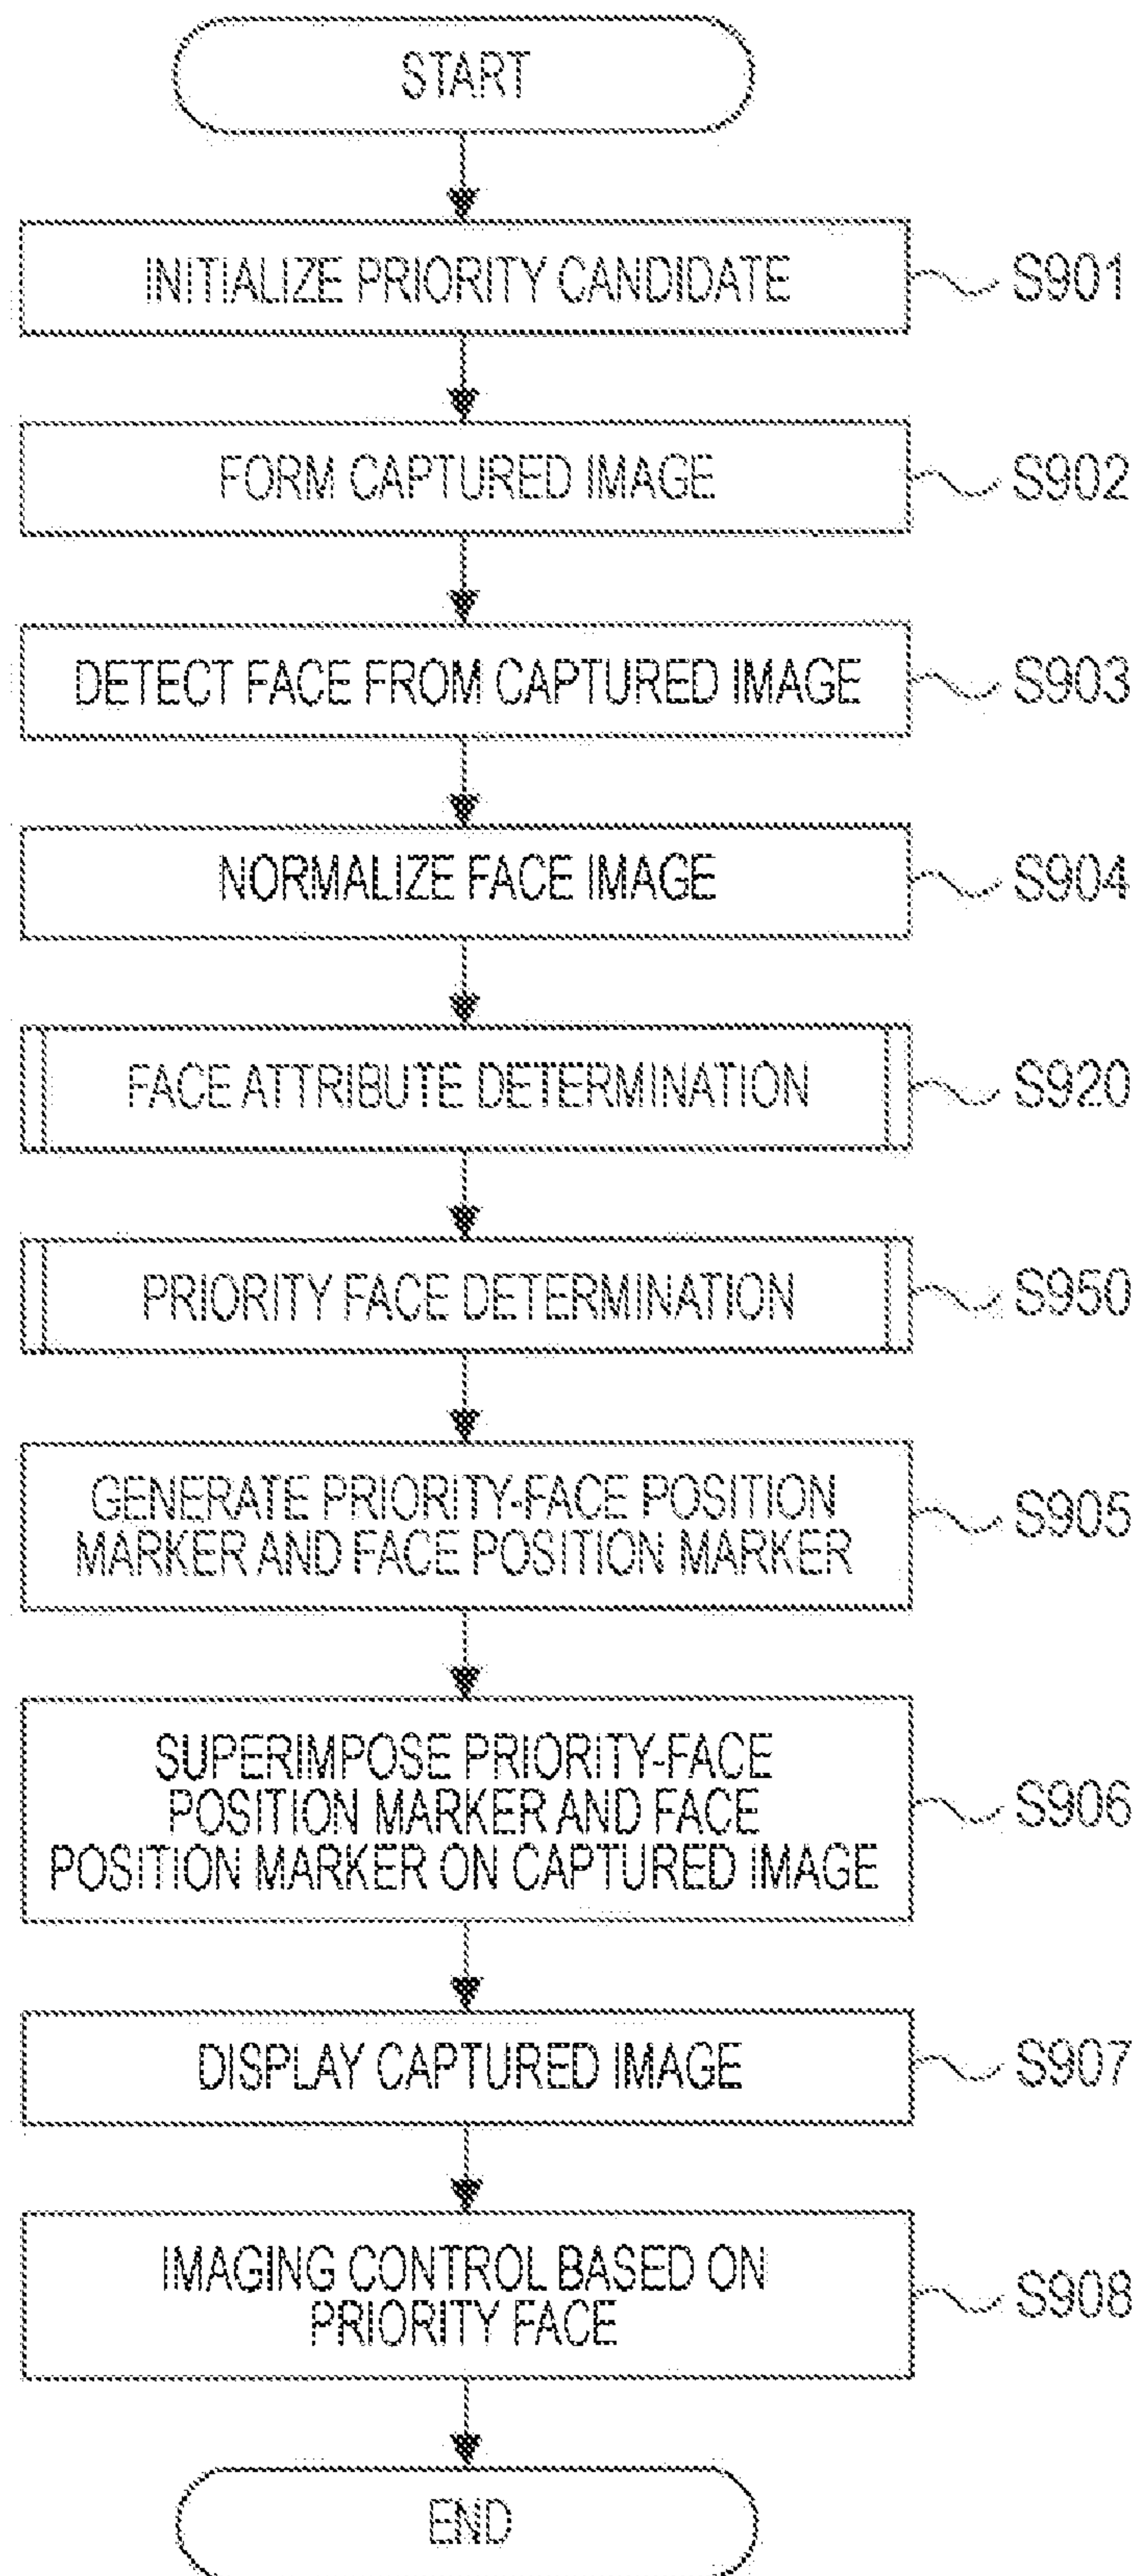 START
INITIALIZE PRIORITY CANDIDATE
S901
FORM CAPTURED IMAGE
S902
DETECT FACE FROM CAPTURED IMAGE
S903
NORMALIZE FACE IMAGE
S904
FACE ATTRIBUTE DETERMINATION
S920
PRIORITY FACE DETERMINATION
S950
GENERATE PRIORITY-FACE POSITION
MARKER AND FACE POSITION MARKER
S905
SUPERIMPOSE PRIORITY-FACE
POSITION MARKER AND FACE
POSITION MARKER ON CAPTURED IMAGE
S906
DISPLAY CAPTURED IMAGE
S907
IMAGING CONTROL BASED ON
PRIORITY FACE
S908
END